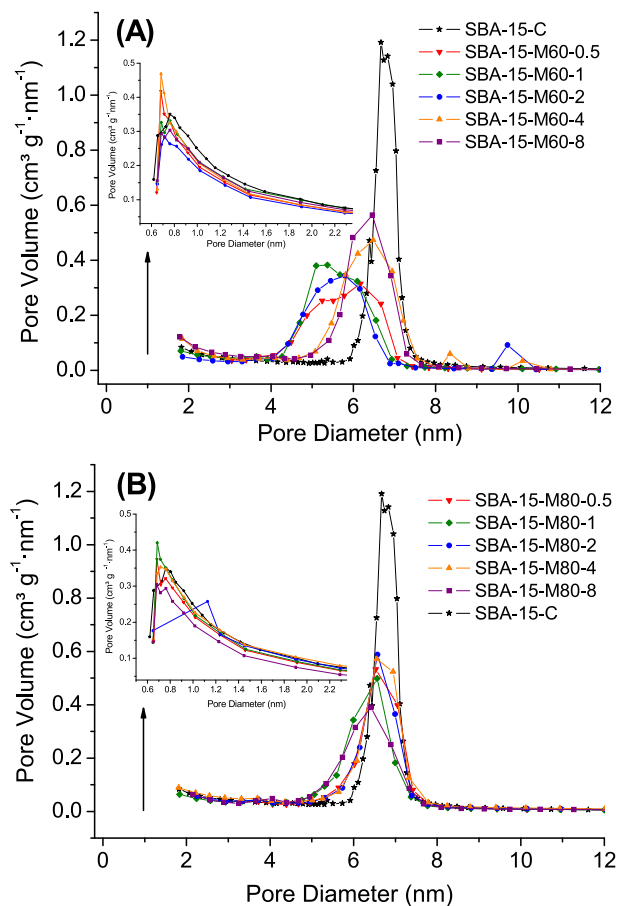 (A)
SBA-15-C
SBA-15-M60-0.5
SBA-15-M60-1
SBA-15-M60-2
SBA-15-M60-4
SBA-15-M60-8
Pore Volume (cm³ g⁻¹·nm⁻¹)
1.2
1.0
0.8
0.6
0.4
0.2
0.0
0 2 4 6 8 10 12
Pore Diameter (nm)
Pore Volume (cm³ g⁻¹·nm⁻¹)
0.5
0.4
0.3
0.2
0.1
0.6 0.8 1.0 1.2 1.4 1.6 1.8 2.0 2.2
Pore Diameter (nm)
(B)
SBA-15-M80-0.5
SBA-15-M80-1
SBA-15-M80-2
SBA-15-M80-4
SBA-15-M80-8
SBA-15-C
Pore Volume (cm³ g⁻¹·nm⁻¹)
1.2
1.0
0.8
0.6
0.4
0.2
0.0
0 2 4 6 8 10 12
Pore Diameter (nm)
Pore Volume (cm³ g⁻¹·nm⁻¹)
0.5
0.4
0.3
0.2
0.1
0.6 0.8 1.0 1.2 1.4 1.6 1.8 2.0 2.2
Pore Diameter (nm)